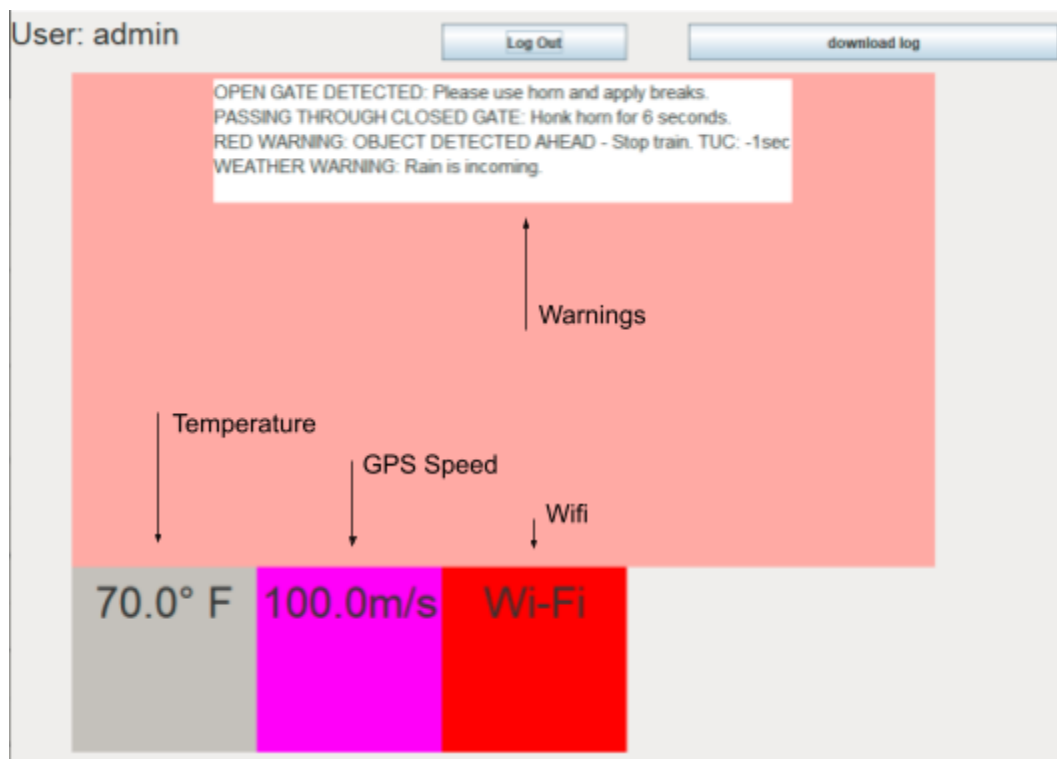 User: admin
Log Out
download log
OPEN GATE DETECTED: Please use horn and apply breaks.
PASSING THROUGH CLOSED GATE: Honk horn for 6 seconds.
RED WARNING: OBJECT DETECTED AHEAD - Stop train. TUC: -1sec
WEATHER WARNING: Rain is incoming.
Warnings
Temperature
GPS Speed
Wifi
70.0° F
100.0m/s
Wi-Fi